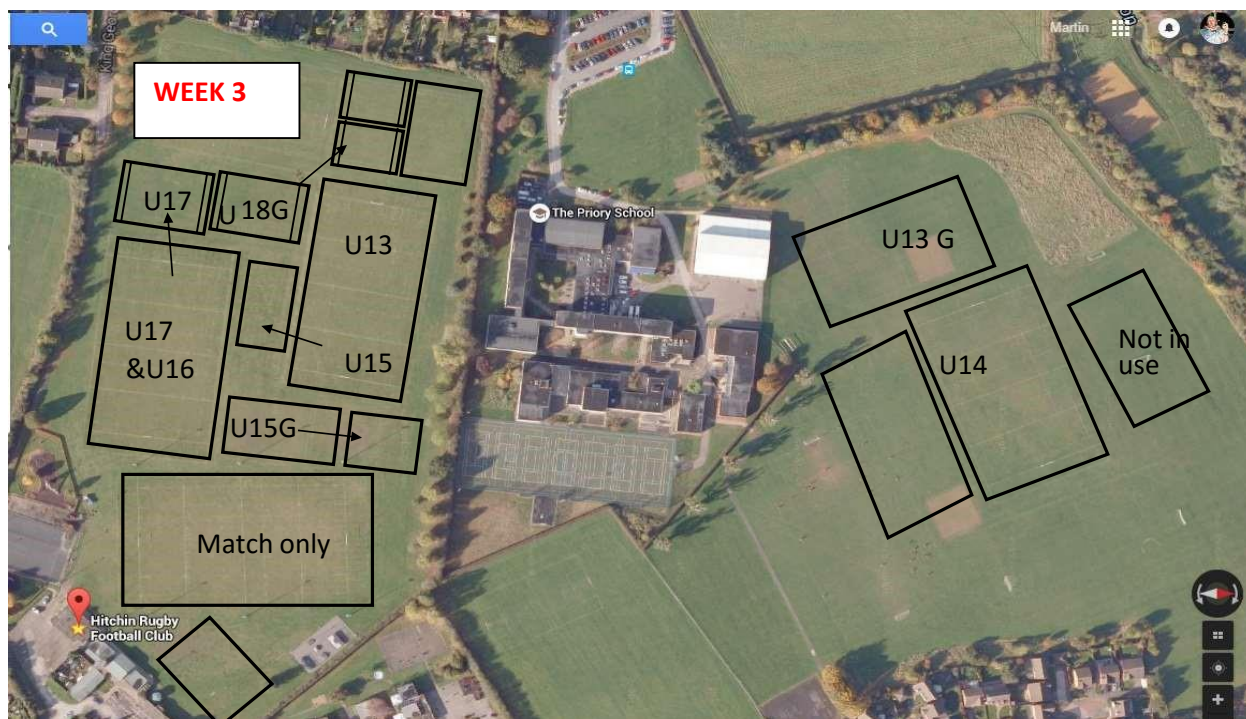 Martin
WEEK 3
U17
U 18G
U13
The Priory School
U13 G
U17
&U16
U15
U14
Not in
use
U15G
Match only
Hitchin Rugby
Football Club